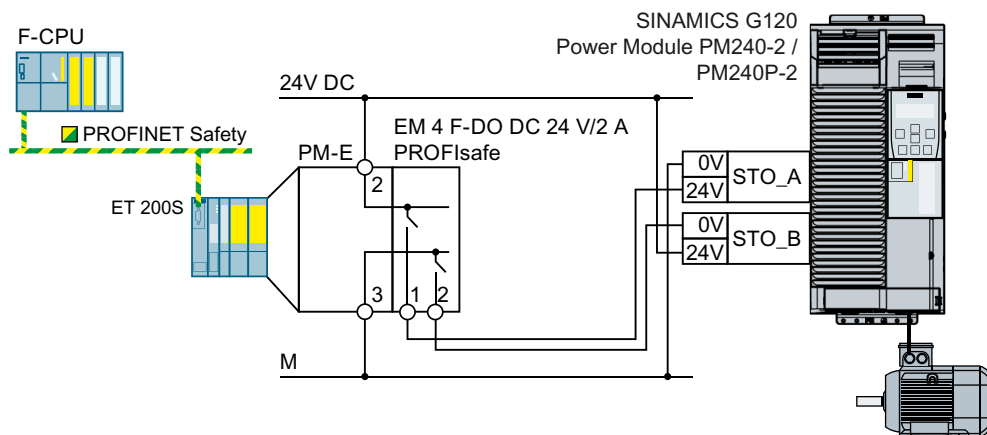 SINAMICS G120
Power Module PM240-2 /
PM240P-2
F-CPU
24V DC
PROFINET Safety
EM 4 F-DO DC 24 V/2 A
PROFIsafe
PM-E
2
ET 200S
0V
24V
STO_A
0V
24V
STO_B
3
1
2
M